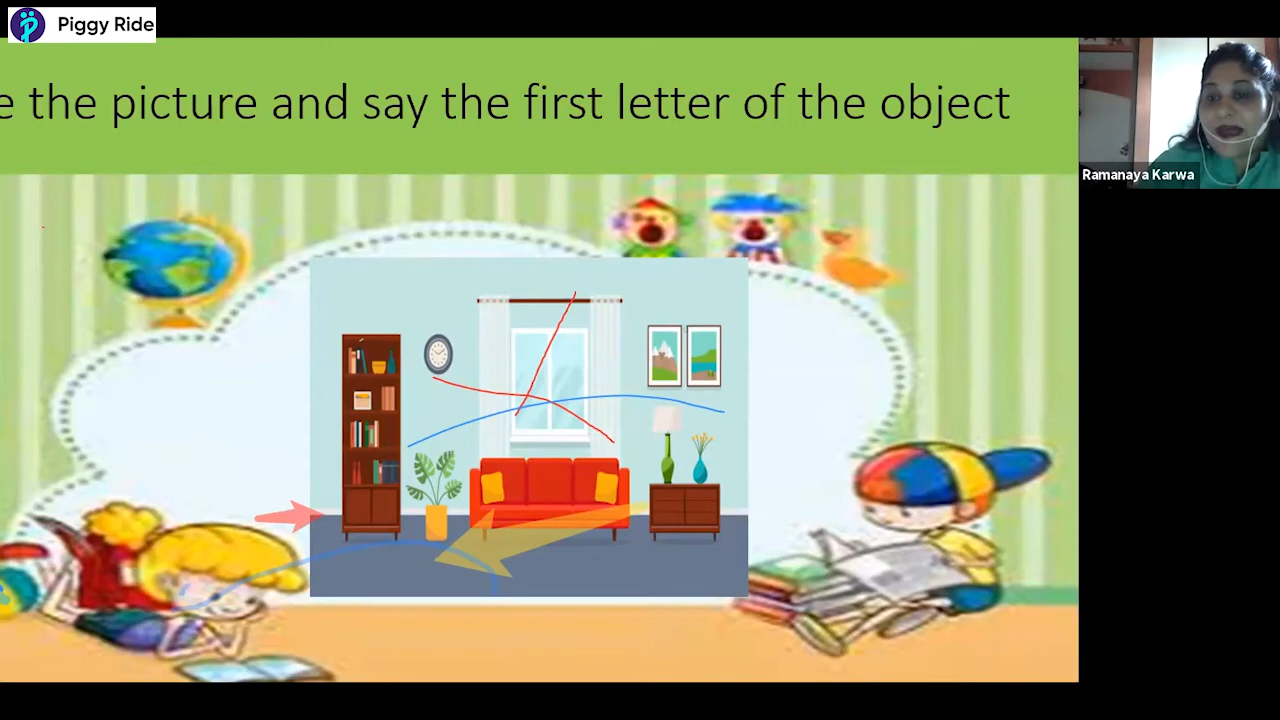 Piggy Ride
e the picture and say the first letter of the object
Ramanaya Karwa